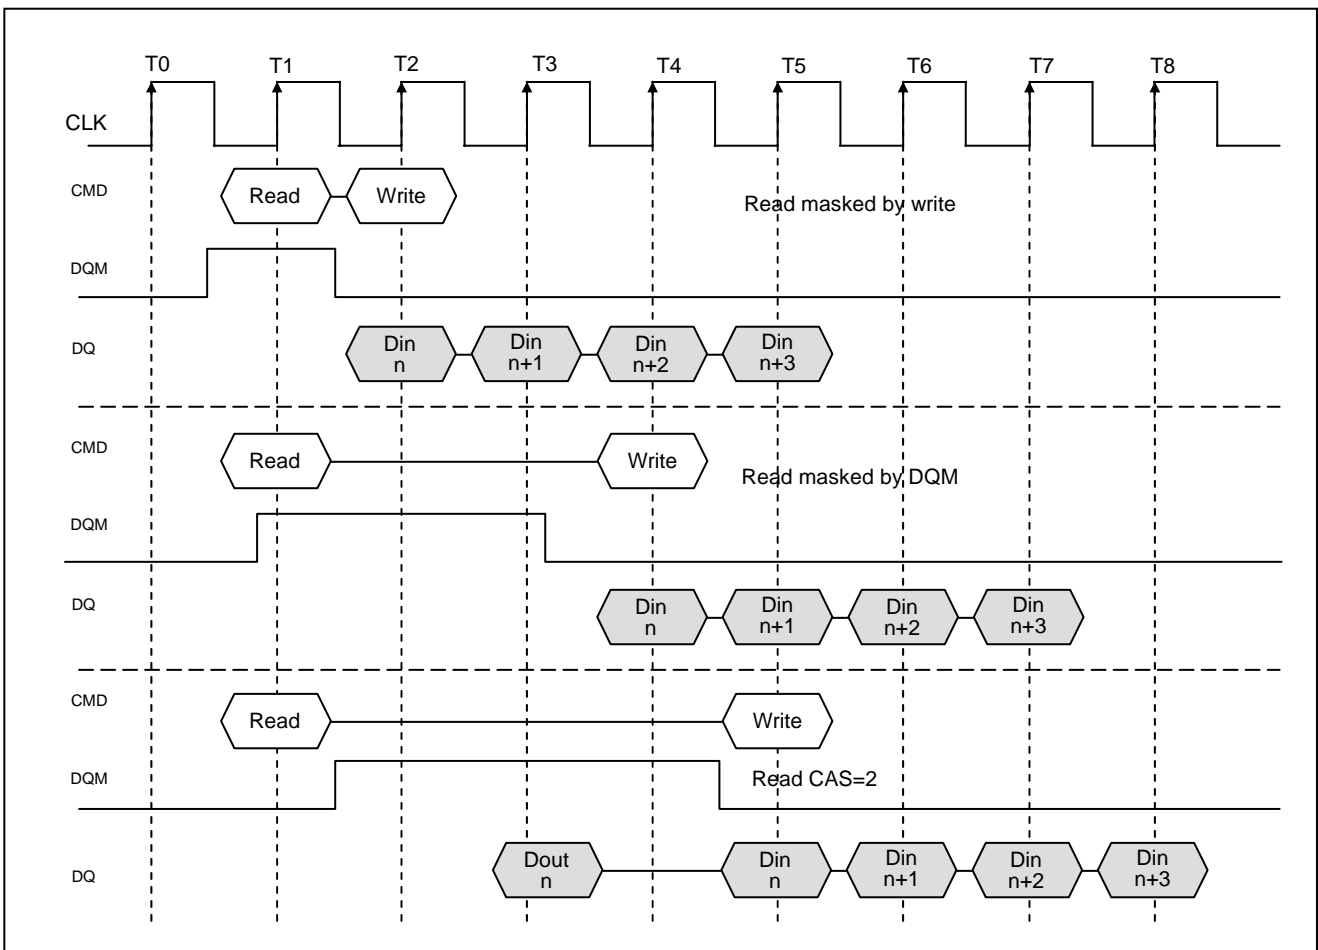 T0 T1 T2 T3 T4 T5 T6 T7 T8
CLK
CMD Read Write Read masked by write
DQM
DQ Din n Din n+1 Din n+2 Din n+3
CMD Read Write Read masked by DQM
DQM
DQ Din n Din n+1 Din n+2 Din n+3
CMD Read Write
DQM Read CAS=2
DQ Dout n Din n Din n+1 Din n+2 Din n+3